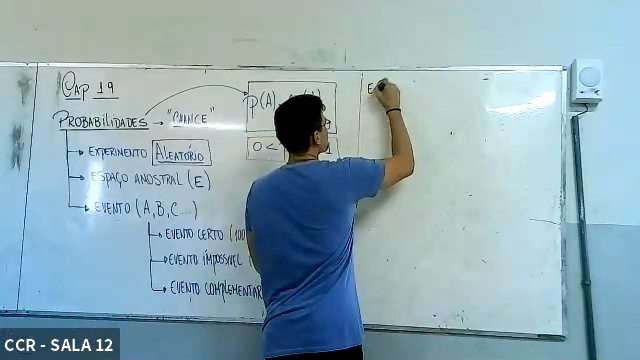 Cap 19
PROBABILIDADES → "CHANCE"
EXPERIMENTO ALEATÓRIO
ESPAÇO AMOSTRAL (E)
EVENTO (A, B, C...)
EVENTO CERTO (100
EVENTO IMPOSSIVEL (
EVENTO COMPLEMENTAR
P(A)
0 <
E
CCR - SALA 12